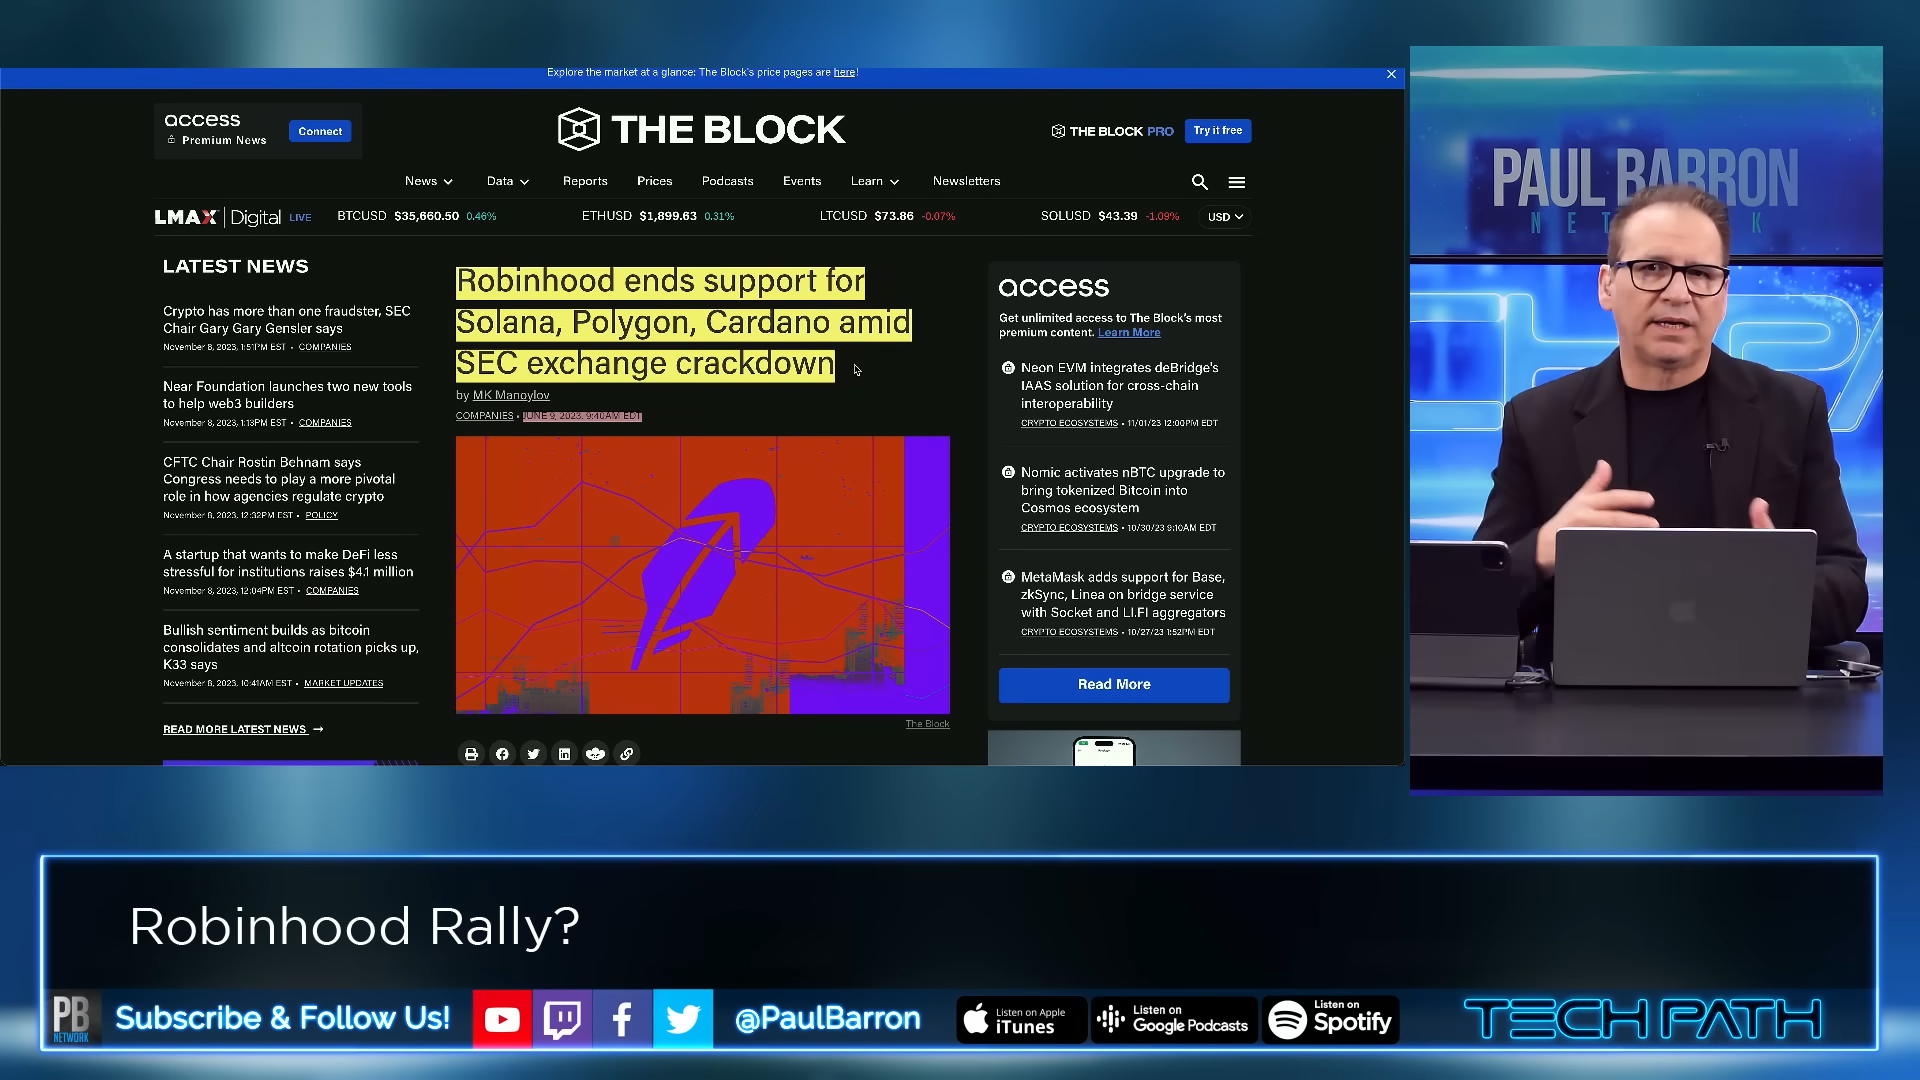 Explore the market at a glance: The Block's price pages are here!
access
Premium News
Connect
THE BLOCK
THE BLOCK PRO
Try it free
News
Data
Reports
Prices
Podcasts
Events
Learn
Newsletters
LMAX Digital LIVE
BTCUSD $35,660.50 0.46%
ETHUSD $1,899.63 0.31%
LTCUSD $73.86 -0.07%
SOLUSD $43.39 -1.09%
USD
LATEST NEWS
Crypto has more than one fraudster, SEC
Chair Gary Gary Gensler says
November 8, 2023, 1:51PM EST • COMPANIES
Near Foundation launches two new tools
to help web3 builders
November 8, 2023, 1:13PM EST • COMPANIES
CFTC Chair Rostin Behnam says
Congress needs to play a more pivotal
role in how agencies regulate crypto
November 8, 2023, 12:32PM EST • POLICY
A startup that wants to make DeFi less
stressful for institutions raises $4.1 million
November 8, 2023, 12:04PM EST • COMPANIES
Bullish sentiment builds as bitcoin
consolidates and altcoin rotation picks up,
K33 says
November 8, 2023, 10:41AM EST • MARKET UPDATES
READ MORE LATEST NEWS →
Robinhood ends support for
Solana, Polygon, Cardano amid
SEC exchange crackdown
by MK Manoylov
COMPANIES • JUNE 9, 2023, 9:40AM EDT
The Block
access
Get unlimited access to The Block's most
premium content. Learn More
Neon EVM integrates deBridge's
IAAS solution for cross-chain
interoperability
CRYPTO ECOSYSTEMS • 11/01/23 12:00PM EDT
Nomic activates nBTC upgrade to
bring tokenized Bitcoin into
Cosmos ecosystem
CRYPTO ECOSYSTEMS • 10/30/23 9:10AM EDT
MetaMask adds support for Base,
zkSync, Linea on bridge service
with Socket and LI.FI aggregators
CRYPTO ECOSYSTEMS • 10/27/23 1:52PM EDT
Read More
PAUL BARRON
Robinhood Rally?
PB
NETWORK
Subscribe & Follow Us!
@PaulBarron
Listen on Apple
iTunes
Listen on
Google Podcasts
Listen on
Spotify
TECH PATH